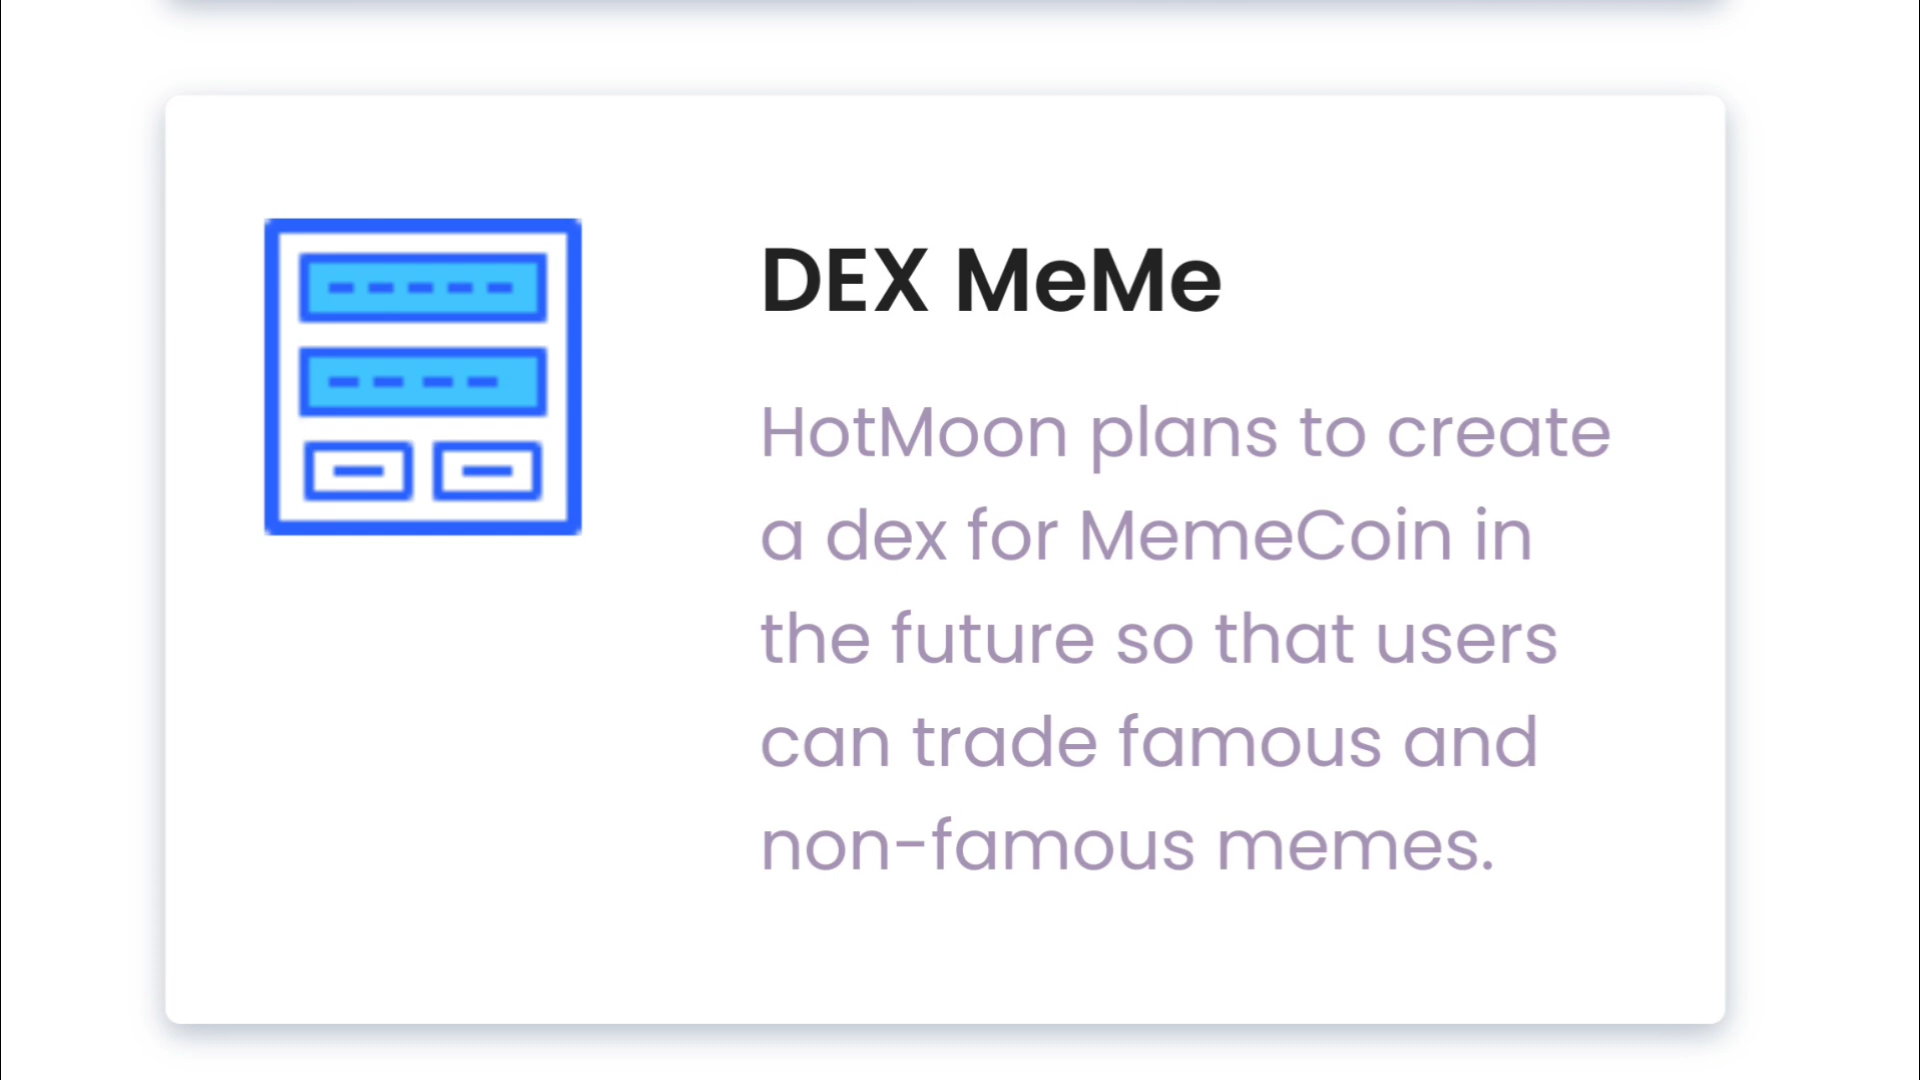 DEX MeMe
HotMoon plans to create
a dex for MemeCoin in
the future so that users
can trade famous and
non-famous memes.